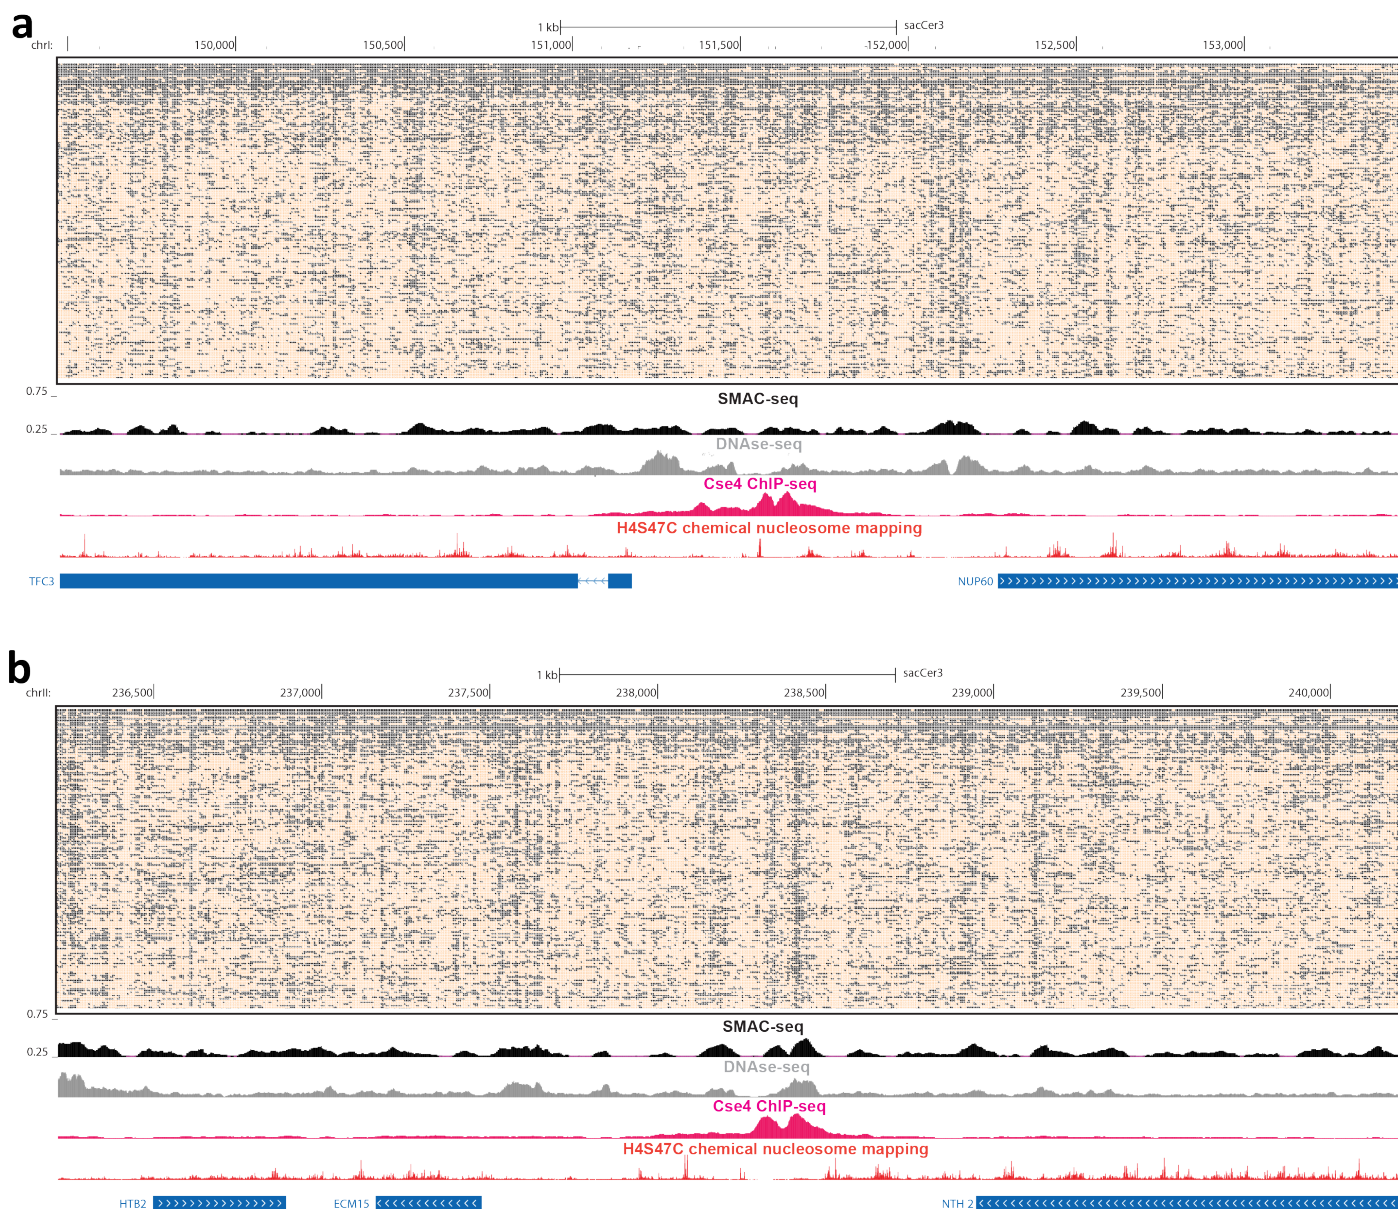 a
1 kb sacCer3
chrI: 150,000 150,500 151,000 151,500 152,000 152,500 153,000
0.75
SMAC-seq
0.25
DNAse-seq
Cse4 ChIP-seq
H4S47C chemical nucleosome mapping
TFC3 NUP60
b
1 kb sacCer3
chrII: 236,500 237,000 237,500 238,000 238,500 239,000 239,500 240,000
0.75
SMAC-seq
0.25
DNAse-seq
Cse4 ChIP-seq
H4S47C chemical nucleosome mapping
HTB2 ECM15 NTH 2